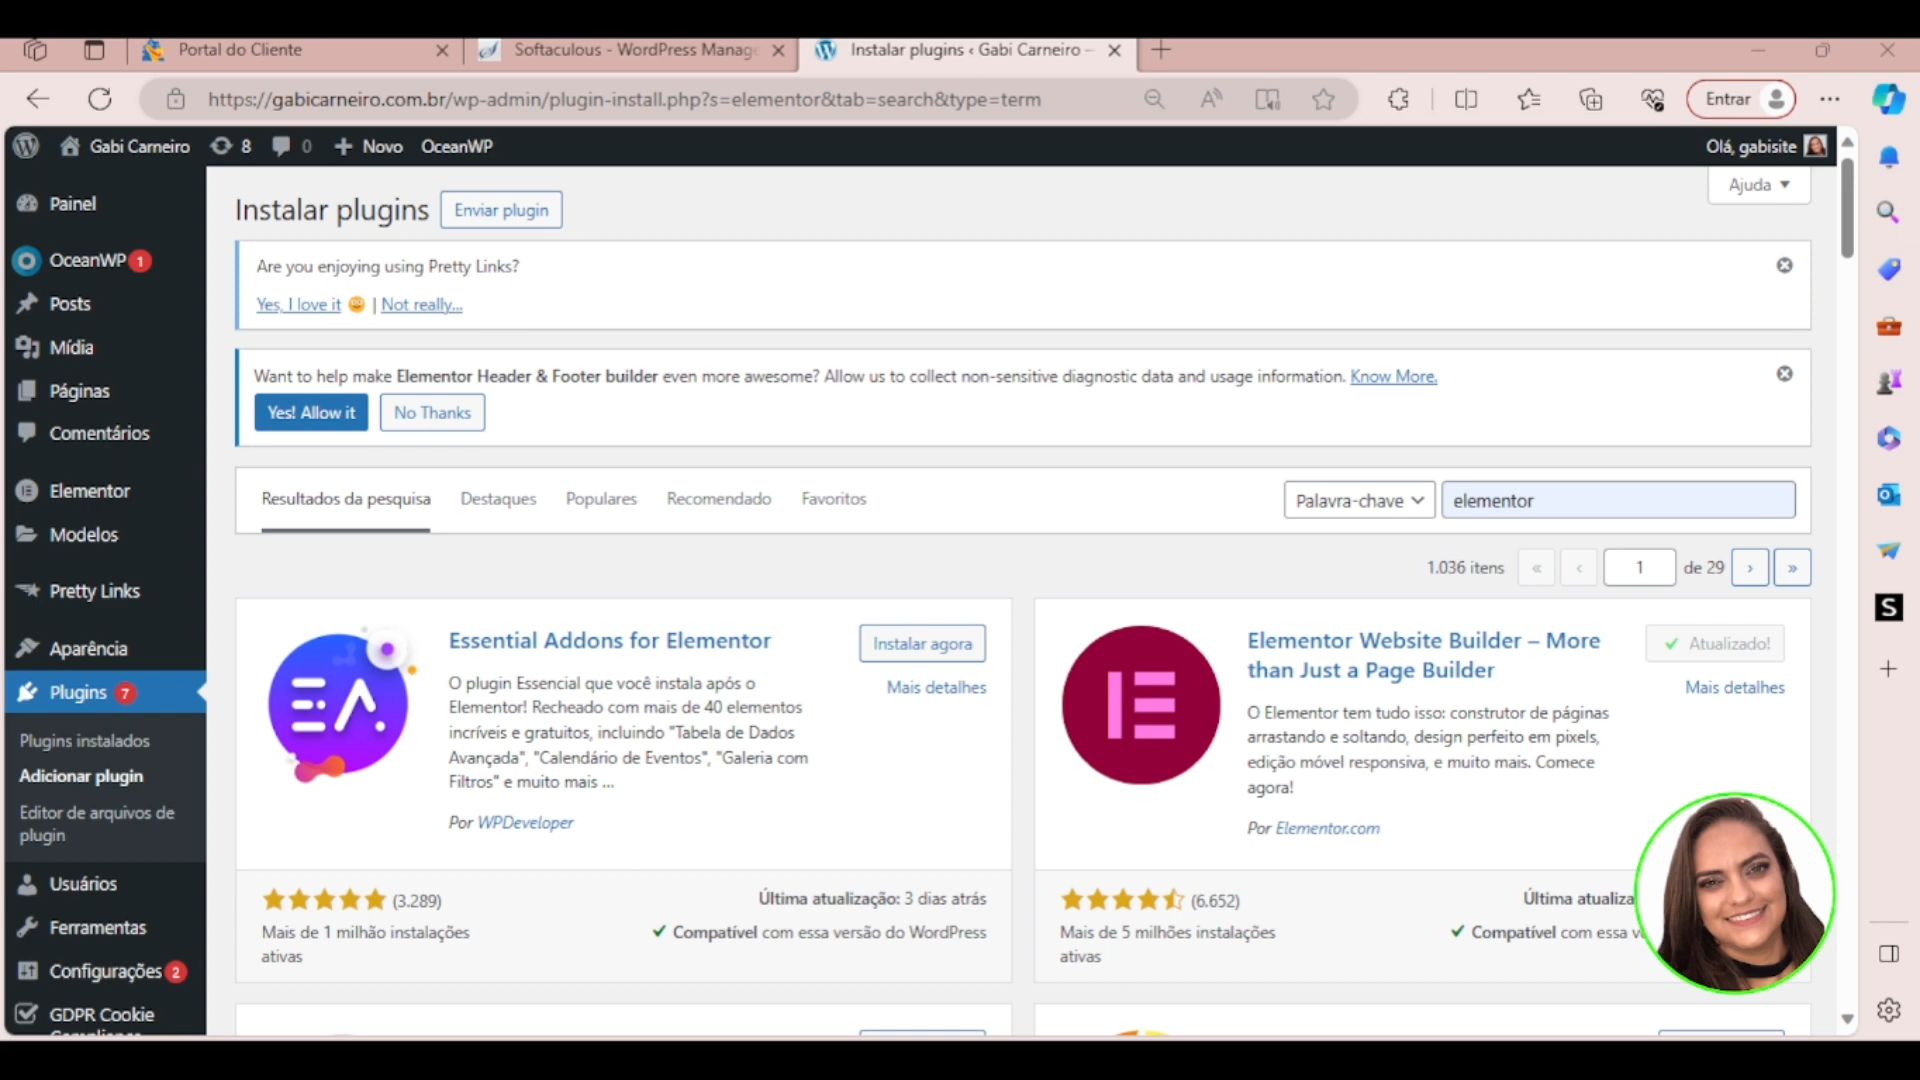 Portal do Cliente
Softaculous - WordPress Manage
Instalar plugins ‹ Gabi Carneiro –
https://gabicarneiro.com.br/wp-admin/plugin-install.php?s=elementor&tab=search&type=term
Entrar
Gabi Carneiro
8
0
Novo
OceanWP
Olá, gabisite
Ajuda
Painel
OceanWP 1
Posts
Mídia
Páginas
Comentários
Elementor
Modelos
Pretty Links
Aparência
Plugins 7
Plugins instalados
Adicionar plugin
Editor de arquivos de
plugin
Usuários
Ferramentas
Configurações 2
GDPR Cookie
Instalar plugins
Enviar plugin
Are you enjoying using Pretty Links?
Yes, I love it 😀 | Not really...
Want to help make Elementor Header & Footer builder even more awesome? Allow us to collect non-sensitive diagnostic data and usage information. Know More.
Yes! Allow it
No Thanks
Resultados da pesquisa
Destaques
Populares
Recomendado
Favoritos
Palavra-chave
elementor
1.036 itens
«
‹
1
de 29
›
»
Essential Addons for Elementor
Instalar agora
Mais detalhes
O plugin Essencial que você instala após o
Elementor! Recheado com mais de 40 elementos
incríveis e gratuitos, incluindo "Tabela de Dados
Avançada", "Calendário de Eventos", "Galeria com
Filtros" e muito mais ...
Por WPDeveloper
(3.289)
Última atualização: 3 dias atrás
Mais de 1 milhão instalações
ativas
Compatível com essa versão do WordPress
Elementor Website Builder – More
than Just a Page Builder
Atualizado!
Mais detalhes
O Elementor tem tudo isso: construtor de páginas
arrastando e soltando, design perfeito em pixels,
edição móvel responsiva, e muito mais. Comece
agora!
Por Elementor.com
(6.652)
Última atualiza
Mais de 5 milhões instalações
ativas
Compatível com essa v